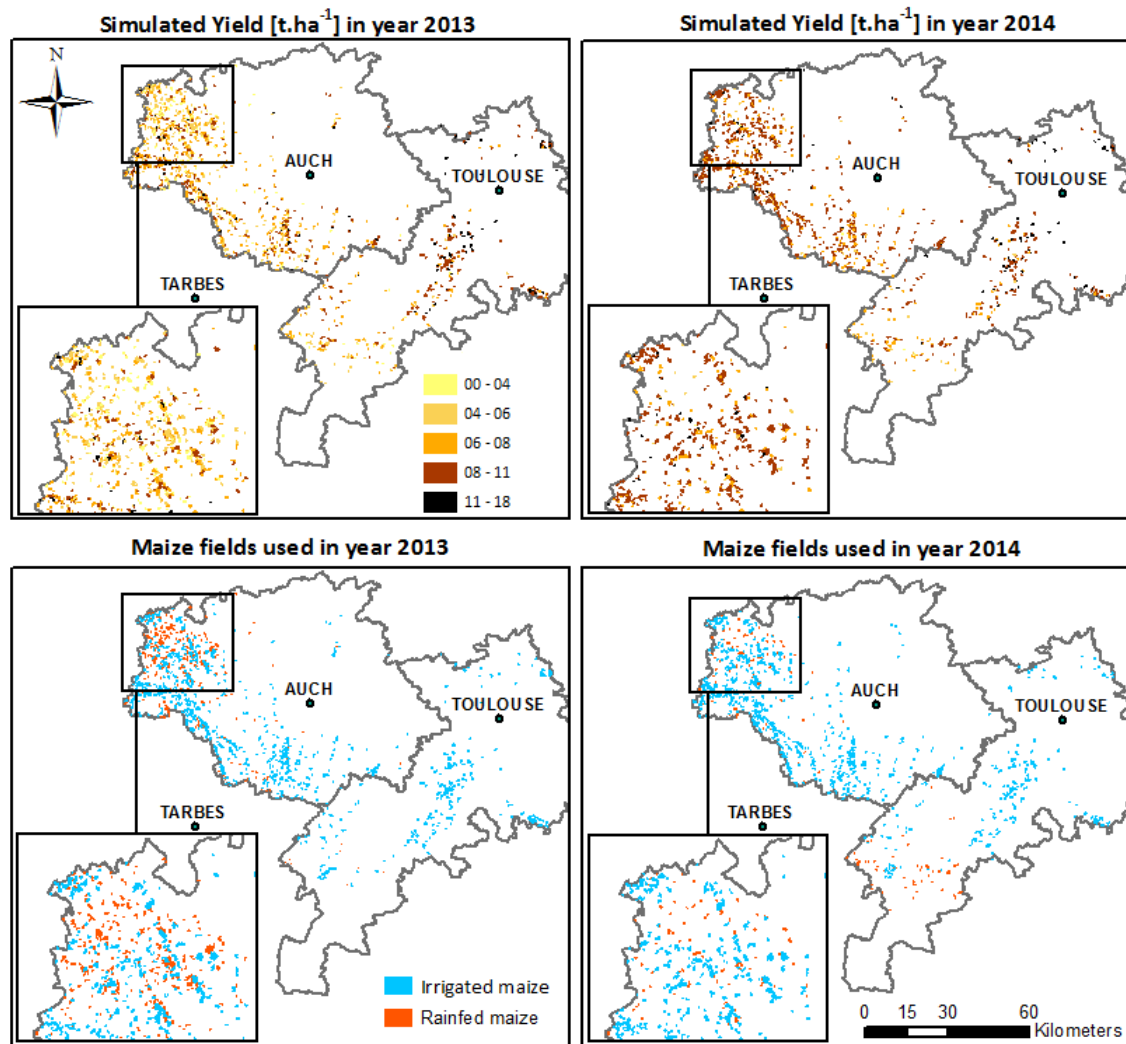 Simulated Yield [t.ha⁻¹] in year 2013
Simulated Yield [t.ha⁻¹] in year 2014
N
AUCH
TOULOUSE
TARBES
00 - 04
04 - 06
06 - 08
08 - 11
11 - 18
AUCH
TOULOUSE
TARBES
Maize fields used in year 2013
Maize fields used in year 2014
AUCH
TOULOUSE
TARBES
Irrigated maize
Rainfed maize
AUCH
TOULOUSE
TARBES
0 15 30 60
Kilometers